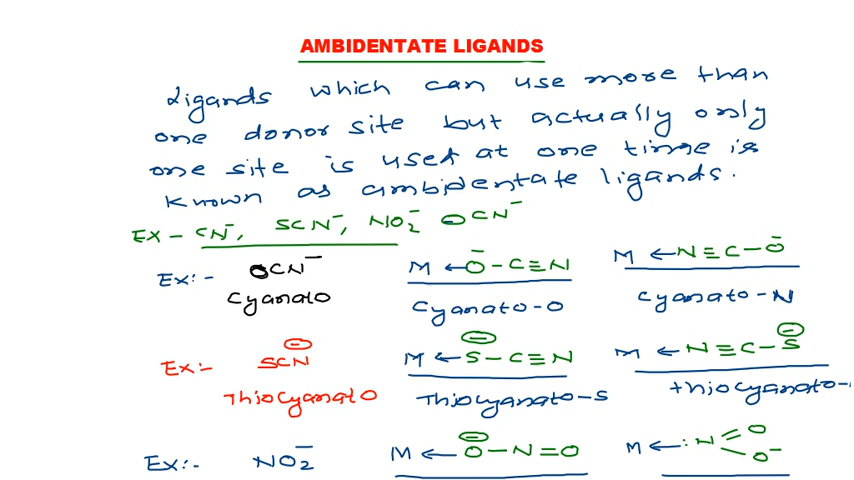 AMBIDENTATE LIGANDS
Ligands which can use more than
one donor site but actually only
one site is used at one time is
known as ambidentate ligands.
EX - CN⁻, SCN⁻, NO₂⁻ OCN⁻
Ex:- OCN⁻ M ← Ō - C ≡ N M ← N ≡ C - Ō
Cyanato Cyanato-O Cyanato-N
Ex:- SCN⊖ M ← S⊖ - C ≡ N M ← N ≡ C - S⊖
Thiocyanato Thiocyanato-S thiocyanato-
Ex:- NO₂⁻ M ← O⊖ - N = O M ← :N = O - O⁻